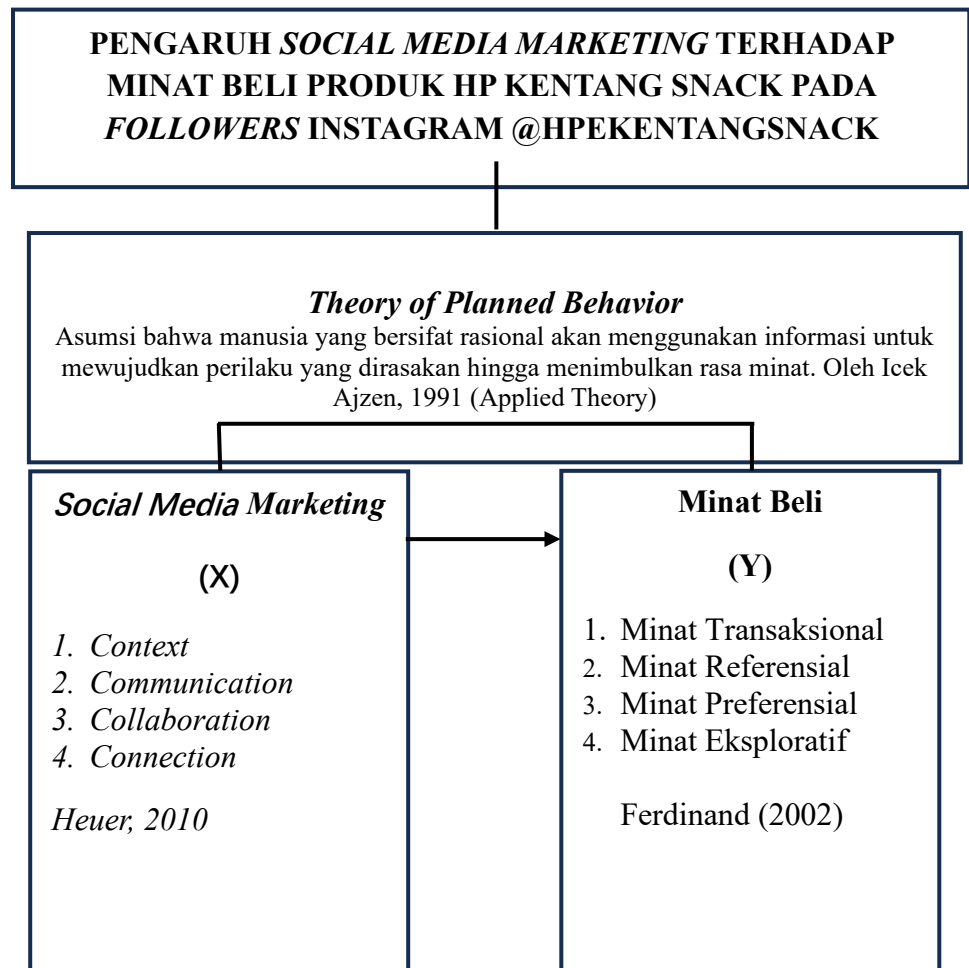 PENGARUH SOCIAL MEDIA MARKETING TERHADAP
MINAT BELI PRODUK HP KENTANG SNACK PADA
FOLLOWERS INSTAGRAM @HPEKENTANGSNACK
Theory of Planned Behavior
Asumsi bahwa manusia yang bersifat rasional akan menggunakan informasi untuk
mewujudkan perilaku yang dirasakan hingga menimbulkan rasa minat. Oleh Icek
Ajzen, 1991 (Applied Theory)
Social Media Marketing
(X)
1. Context
2. Communication
3. Collaboration
4. Connection
Heuer, 2010
Minat Beli
(Y)
1. Minat Transaksional
2. Minat Referensial
3. Minat Preferensial
4. Minat Eksploratif
Ferdinand (2002)